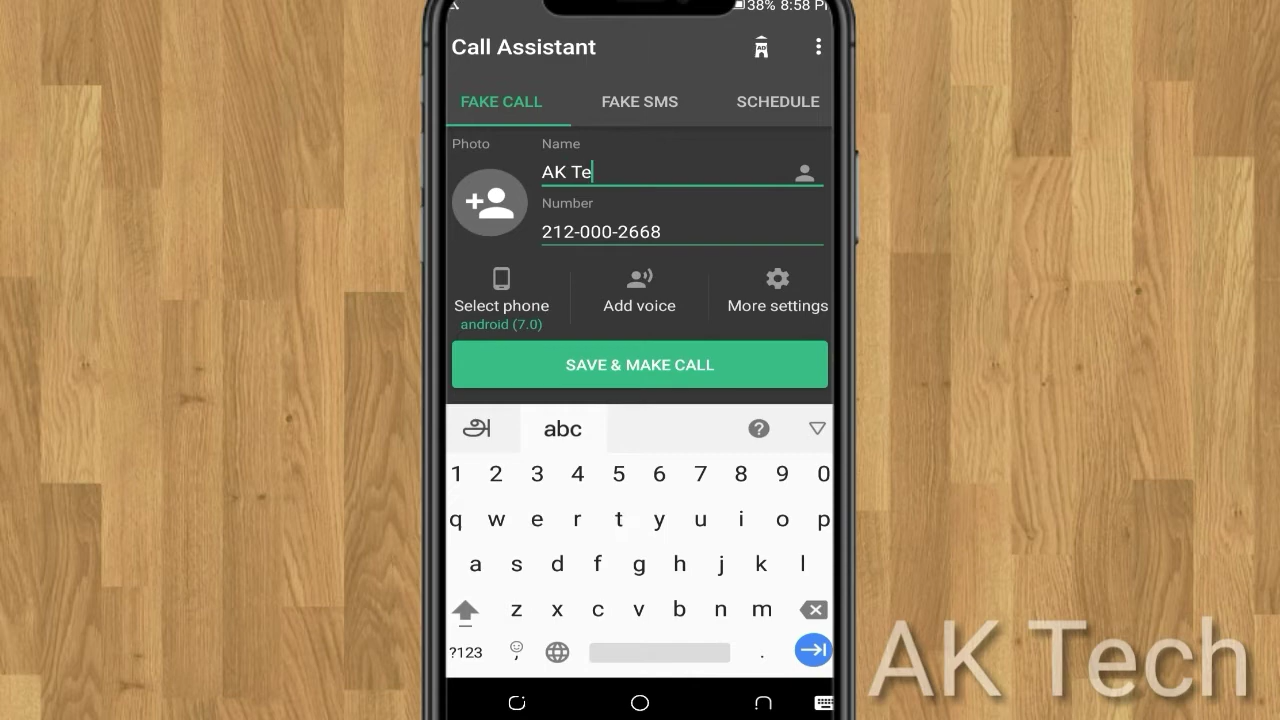 38% 8:58 P
Call Assistant
AD
FAKE CALL FAKE SMS SCHEDULE
Photo
Name
AK Te
Number
212-000-2668
Select phone Add voice More settings
android (7.0)
SAVE & MAKE CALL
அ abc ?
1 2 3 4 5 6 7 8 9 0
q w e r t y u i o p
a s d f g h j k l
z x c v b n m
?123 , .
AK Tech